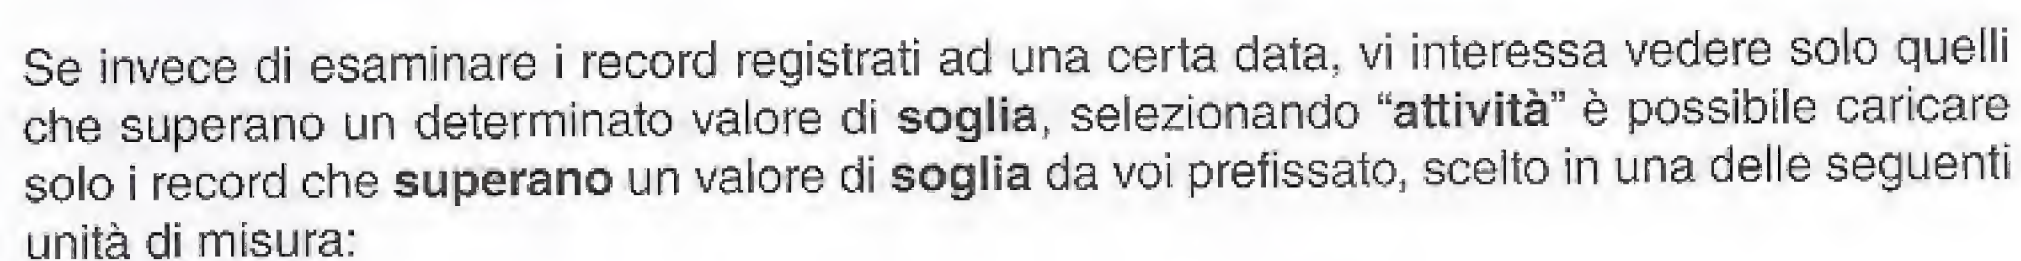 Se invece di esaminare i record registrati ad una certa data, vi interessa vedere solo quelli
che superano un determinato valore di soglia, selezionando “attività” è possibile caricare
solo i record che superano un valore di soglia da voi prefissato, scelto in una delle seguenti
unità di misura: